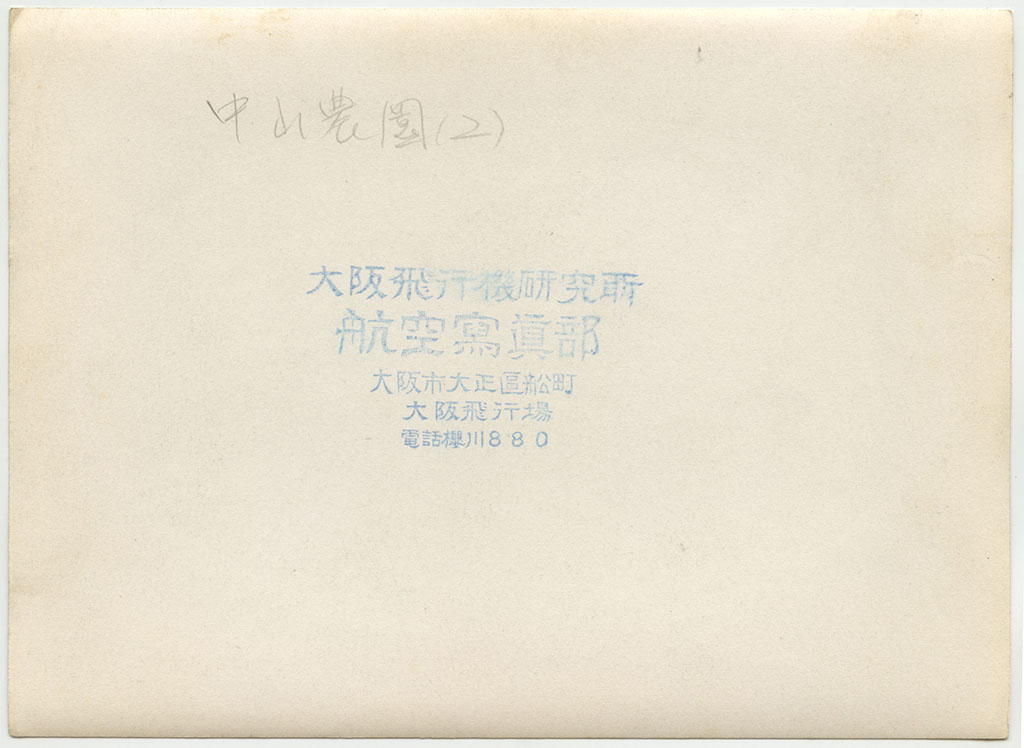 中山農園(2)
大阪飛行機研究所
航空寫眞部
大阪市大正區船町
大阪飛行場
電話櫻川880